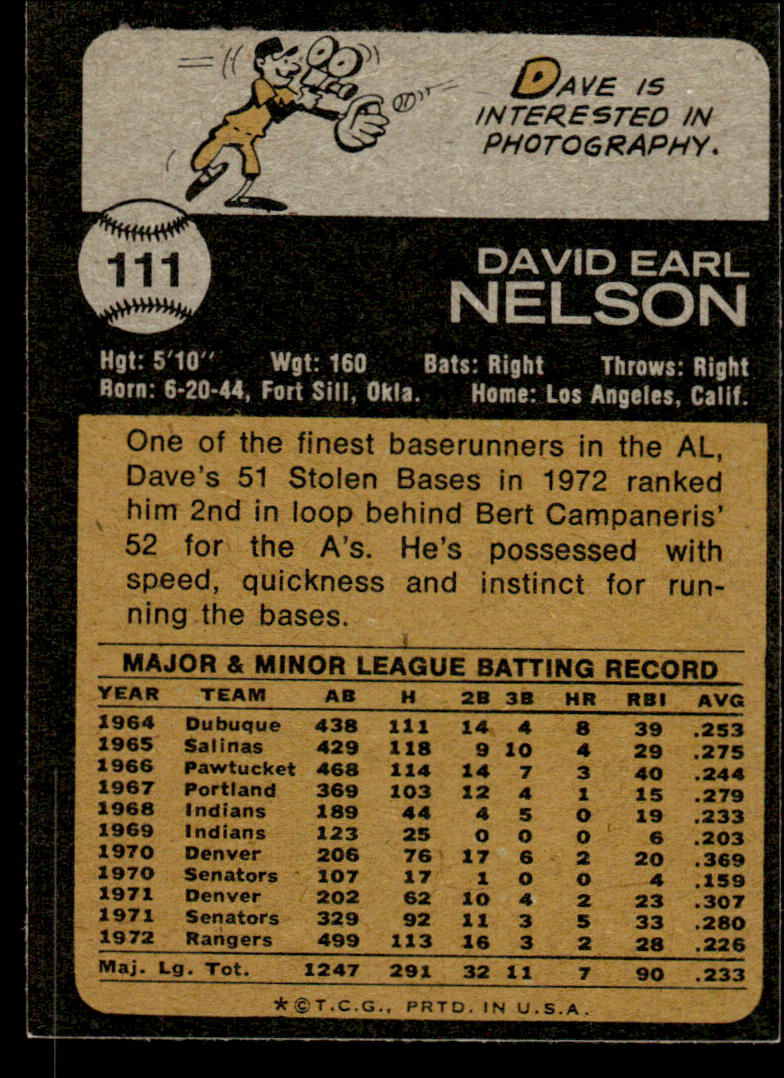 DAVE IS
INTERESTED IN
PHOTOGRAPHY.
111
DAVID EARL
NELSON
Hgt: 5'10" Wgt: 160 Bats: Right Throws: Right
Born: 6-20-44, Fort Sill, Okla. Home: Los Angeles, Calif.
One of the finest baserunners in the AL,
Dave's 51 Stolen Bases in 1972 ranked
him 2nd in loop behind Bert Campaneris'
52 for the A's. He's possessed with
speed, quickness and instinct for run-
ning the bases.
MAJOR & MINOR LEAGUE BATTING RECORD
YEAR TEAM AB H 2B 3B HR RBI AVG
1964 Dubuque 438 111 14 4 8 39 .253
1965 Salinas 429 118 9 10 4 29 .275
1966 Pawtucket 468 114 14 7 3 40 .244
1967 Portland 369 103 12 4 1 15 .279
1968 Indians 189 44 4 5 0 19 .233
1969 Indians 123 25 0 0 0 6 .203
1970 Denver 206 76 17 6 2 20 .369
1970 Senators 107 17 1 0 0 4 .159
1971 Denver 202 62 10 4 2 23 .307
1971 Senators 329 92 11 3 5 33 .280
1972 Rangers 499 113 16 3 2 28 .226
Maj. Lg. Tot. 1247 291 32 11 7 90 .233
*©T.C.G., PRTD. IN U.S.A.